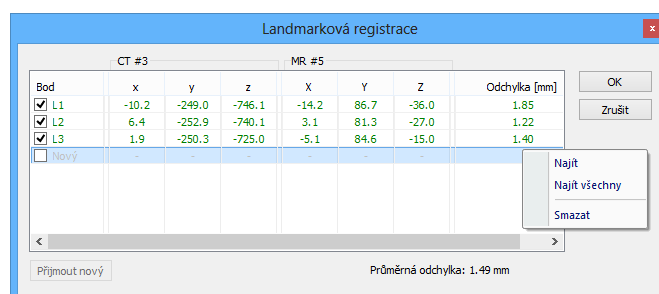 Landmarková registrace
x
CT #3 MR #5
Bod x y z X Y Z Odchylka [mm]
L1 -10.2 -249.0 -746.1 -14.2 86.7 -36.0 1.85
L2 6.4 -252.9 -740.1 3.1 81.3 -27.0 1.22
L3 1.9 -250.3 -725.0 -5.1 84.6 -15.0 1.40
Nový - - - - - -
OK
Zrušit
Najít
Najít všechny
Smazat
Přijmout nový
Průměrná odchylka: 1.49 mm